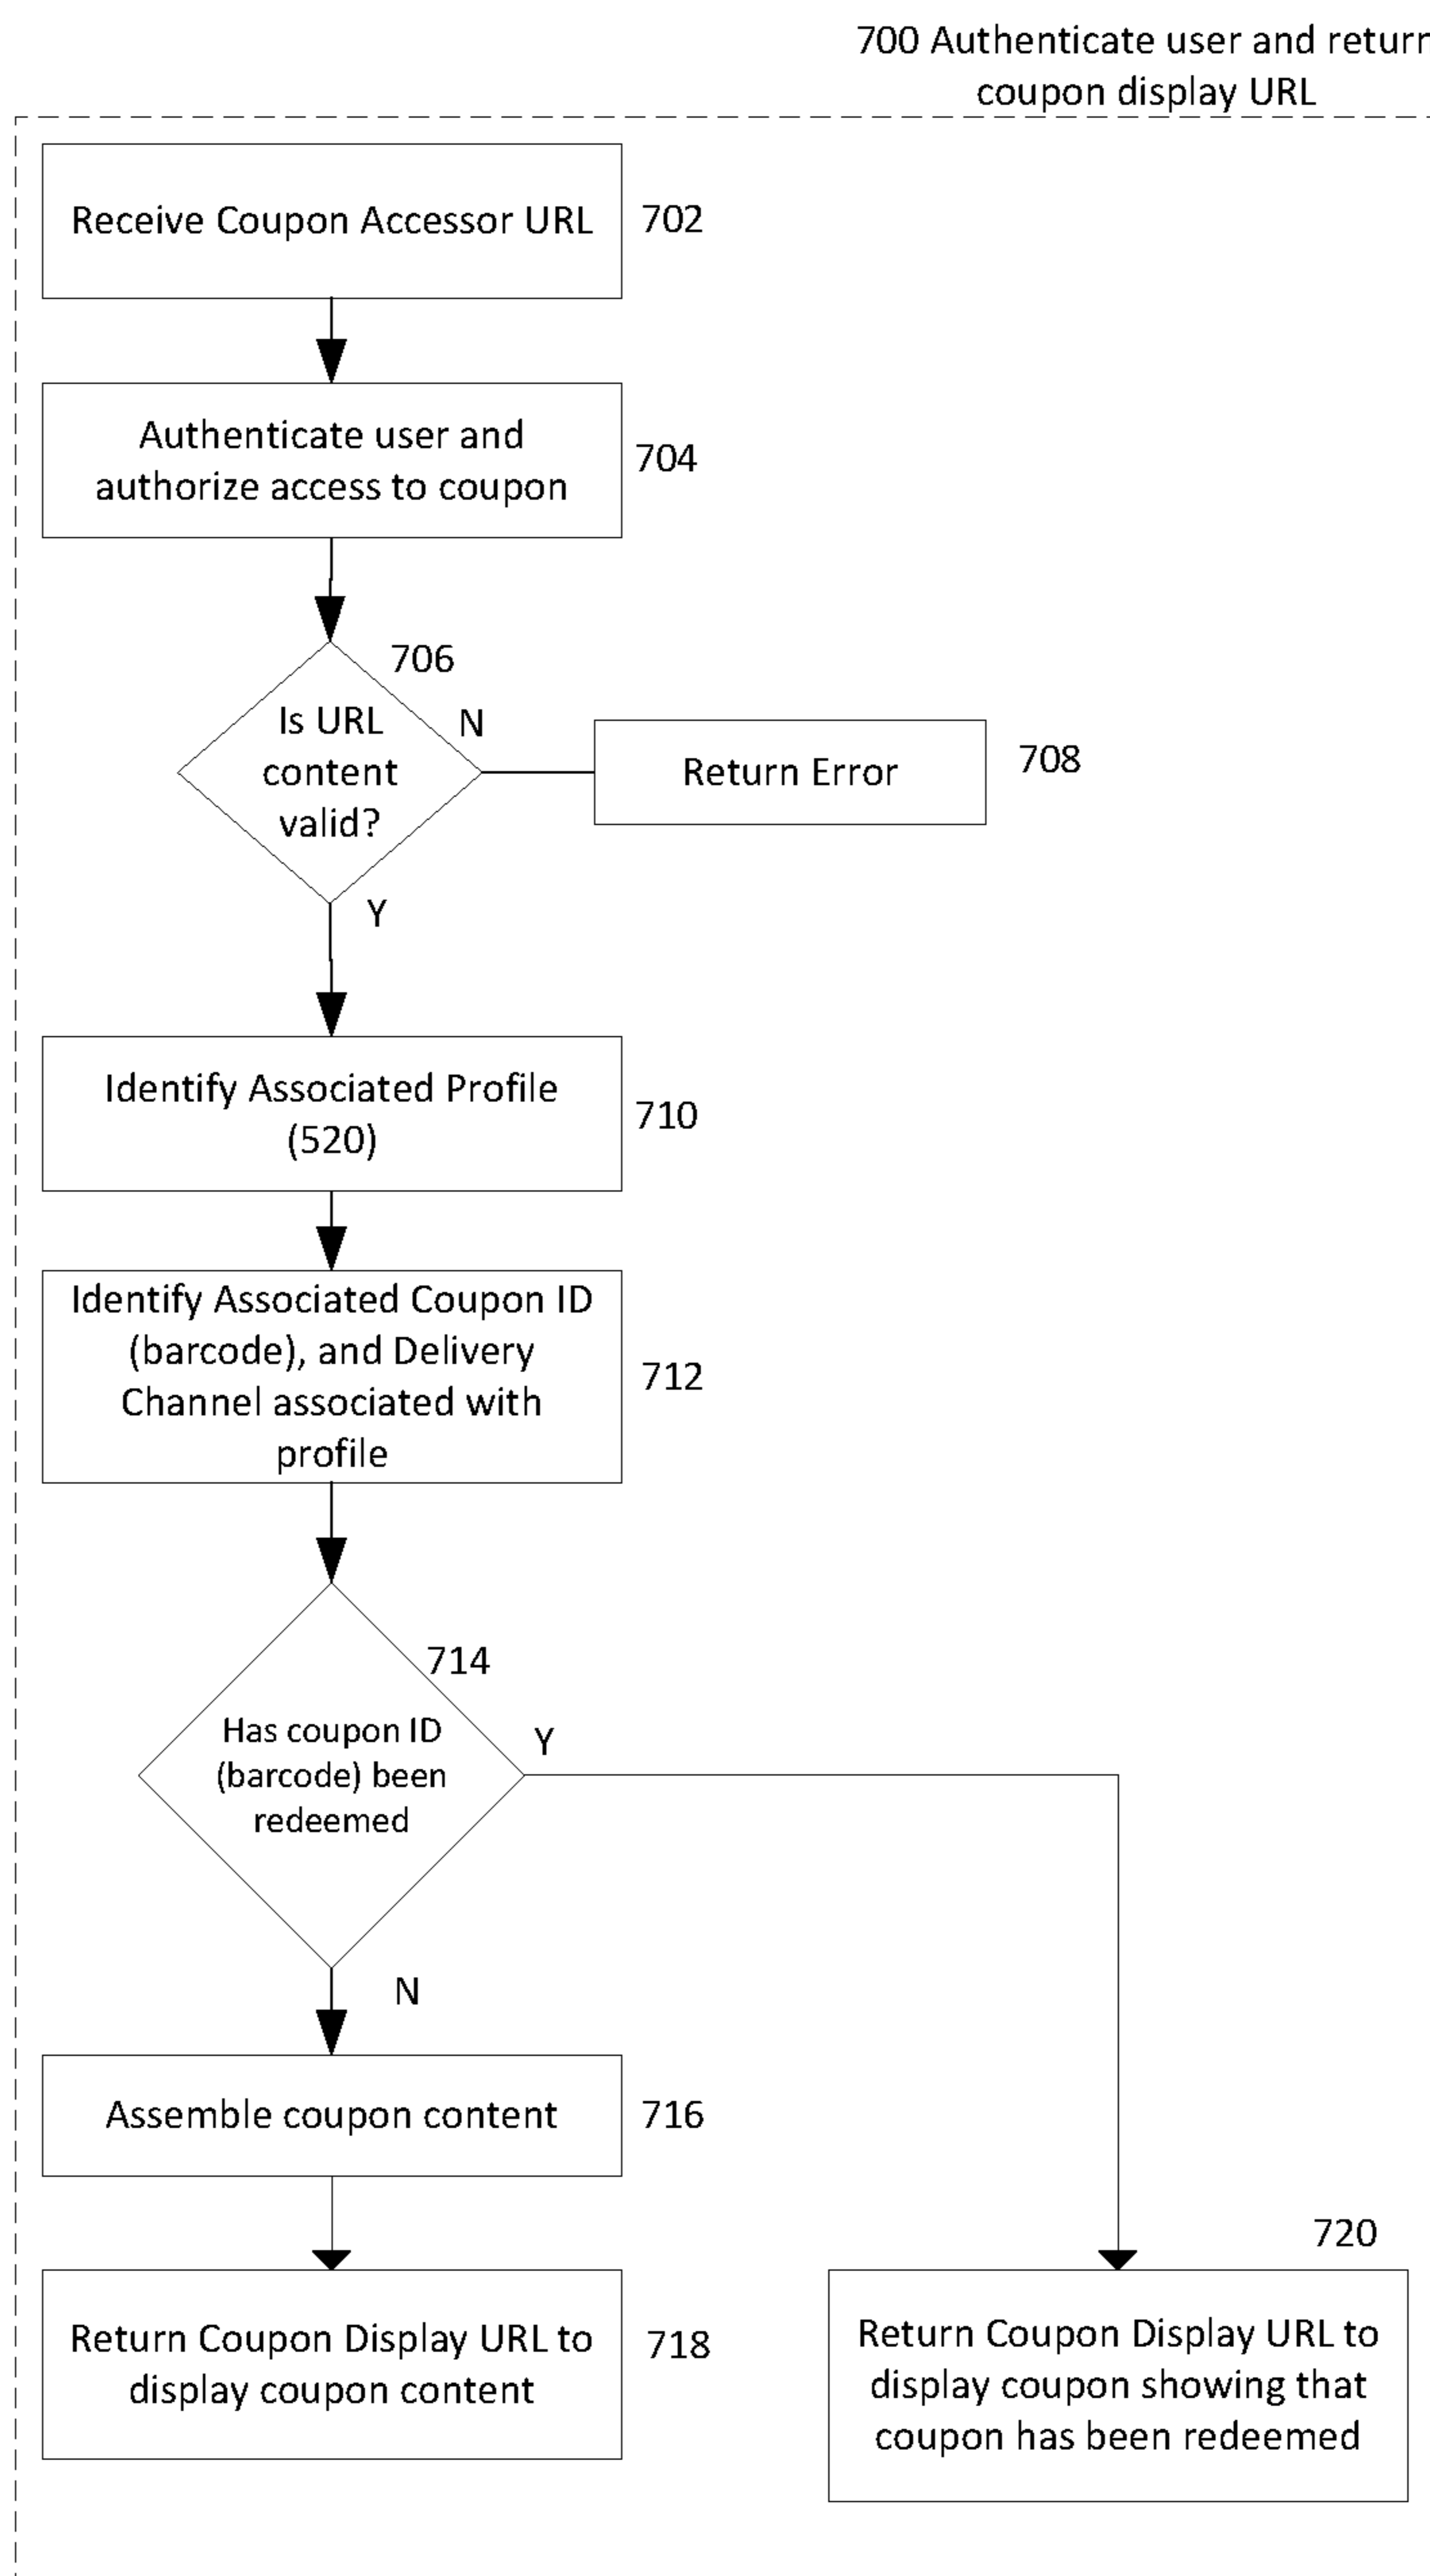 700 Authenticate user and return
coupon display URL
Receive Coupon Accessor URL
702
Authenticate user and
authorize access to coupon
704
706
Is URL
content
valid?
N
Return Error
708
Y
Identify Associated Profile
(520)
710
Identify Associated Coupon ID
(barcode), and Delivery
Channel associated with
profile
712
714
Has coupon ID
(barcode) been
redeemed
Y
N
Assemble coupon content
716
720
Return Coupon Display URL to
display coupon content
718
Return Coupon Display URL to
display coupon showing that
coupon has been redeemed